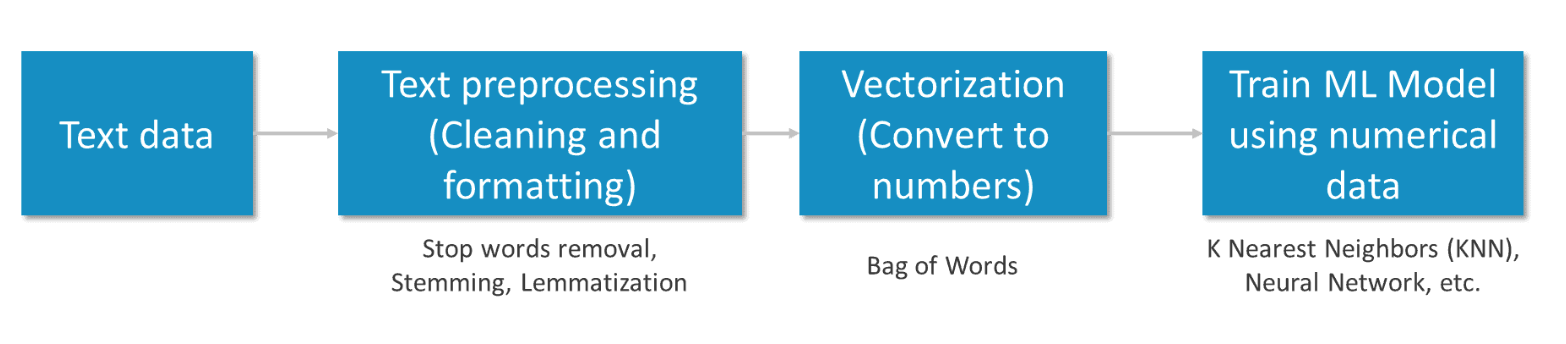 Text data
Text preprocessing
(Cleaning and
formatting)
Vectorization
(Convert to
numbers)
Train ML Model
using numerical
data
Stop words removal,
Stemming, Lemmatization
Bag of Words
K Nearest Neighbors (KNN),
Neural Network, etc.